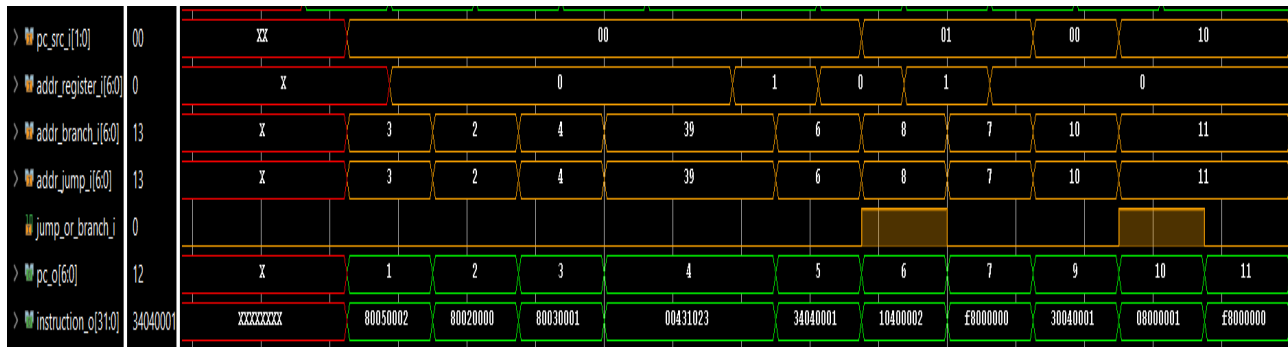 pc_src_i[1:0] 00 XX 00 01 00 10
addr_register_i[6:0] 0 X 0 1 0 1 0
addr_branch_i[6:0] 13 X 3 2 4 39 6 8 7 10 11
addr_jump_i[6:0] 13 X 3 2 4 39 6 8 7 10 11
jump_or_branch_i 0
pc_o[6:0] 12 X 1 2 3 4 5 6 7 9 10 11
instruction_o[31:0] 34040001 XXXXXXXX 80050002 80020000 80030001 00431023 34040001 10400002 f8000000 30040001 08000001 f8000000